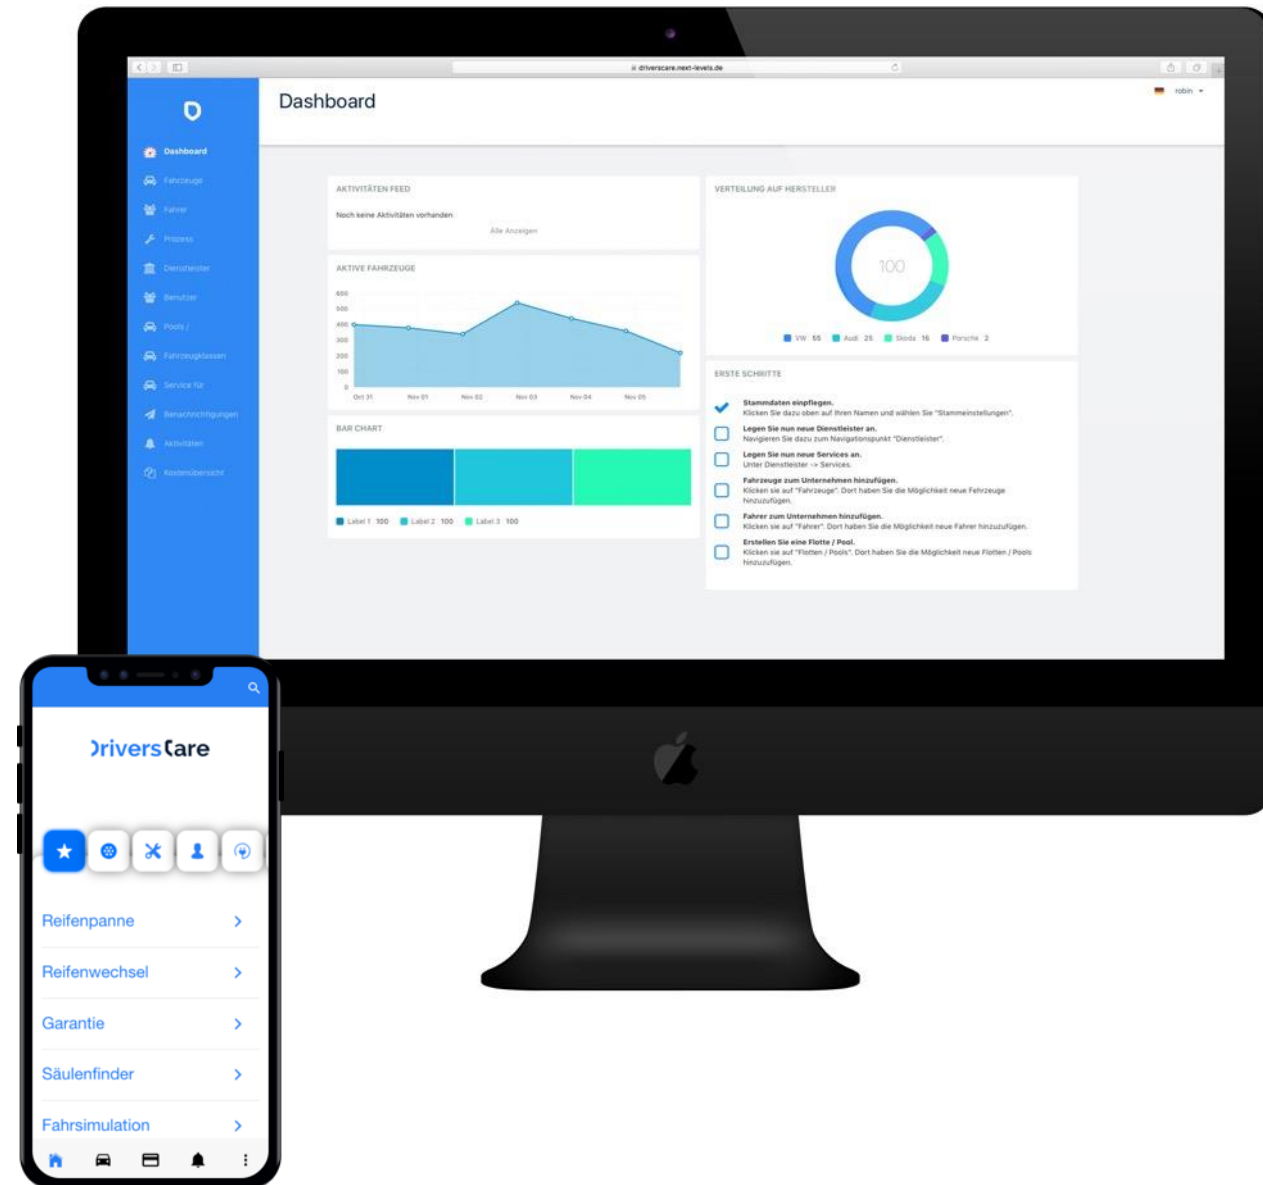 driverscare.next-levels.de
Dashboard
robin
Dashboard
Fahrzeuge
Fahrer
Prozess
Dienstleister
Benutzer
Pools /
Fahrzeugklassen
Service für
Benachrichtigungen
Aktivitäten
Kostenübersicht
AKTIVITÄTEN FEED
Noch keine Aktivitäten vorhanden
Alle Anzeigen
AKTIVE FAHRZEUGE
600
500
400
300
200
100
0
Oct 31 Nov 01 Nov 02 Nov 03 Nov 04 Nov 05
BAR CHART
Label 1 100 Label 2 100 Label 3 100
VERTEILUNG AUF HERSTELLER
100
VW 55 Audi 25 Skoda 16 Porsche 2
ERSTE SCHRITTE
Stammdaten einpflegen.
Klicken Sie dazu oben auf Ihren Namen und wählen Sie "Stammeinstellungen".
Legen Sie nun neue Dienstleister an.
Navigieren Sie dazu zum Navigationspunkt "Dienstleister".
Legen Sie nun neue Services an.
Unter Dienstleister -> Services.
Fahrzeuge zum Unternehmen hinzufügen.
Klicken sie auf "Fahrzeuge". Dort haben Sie die Möglichkeit neue Fehrzeuge
hinzuzufügen.
Fahrer zum Unternehmen hinzufügen.
Klicken sie auf "Fahrer". Dort haben Sie die Möglichkeit neue Fahrer hinzuzufügen.
Erstellen Sie eine Flotte / Pool.
Klicken sie auf "Flotten / Pools". Dort haben Sie die Möglichkeit neue Flotten / Pools
hinzuzufügen.
DriversCare
Reifenpanne
Reifenwechsel
Garantie
Säulenfinder
Fahrsimulation